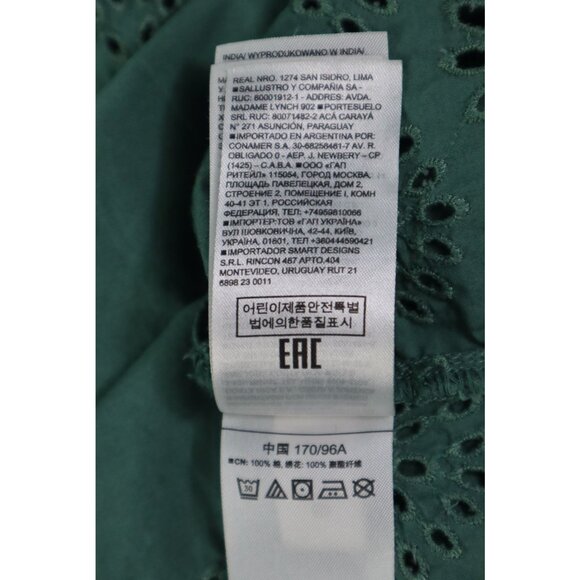 INDIA/ WYPRODUKOWANO W INDIA/
REAL NRO. 1274 SAN ISIDRO, LIMA
■SALLUSTRO Y COMPAÑIA SA -
RUC: 80001912-1 - ADDRES: AVDA.
MADAME LYNCH 902 ■PORTESUELO
SRL RUC: 80071482-2 ACÁ CARAYÁ
N° 271 ASUNCIÓN, PARAGUAY
■IMPORTADO EN ARGENTINA POR:
CONAMER S.A. 30-68256461-7 AV. R.
OBLIGADO 0 - AEP. J. NEWBERY – CP
(1425) - C.A.B.A. ■ООО «ГАП
РИТЕЙЛ» 115054, ГОРОД МОСКВА,
ПЛОЩАДЬ ПАВЕЛЕЦКАЯ, ДОМ 2,
СТРОЕНИЕ 2, ПОМЕЩЕНИЕ I, КОМН
40-41 ЭТ 1, РОССИЙСКАЯ
ФЕДЕРАЦИЯ, ТЕЛ: +74959810086
■ІМПОРТЕР:ТОВ «ГАП УКРАЇНА»
ВУЛ ШОВКОВИЧНА, 42-44, КИЇВ,
УКРАЇНА, 01601, ТЕЛ +380444590421
■IMPORTADOR SMART DESIGNS
S.R.L. RINCON 467 APTO.404
MONTEVIDEO, URUGUAY RUT 21
6898 23 0011
어린이제품안전특별
법에의한품질표시
EAC
中国 170/96A
■CN: 100% 棉, 绣花: 100% 聚酯纤维
30